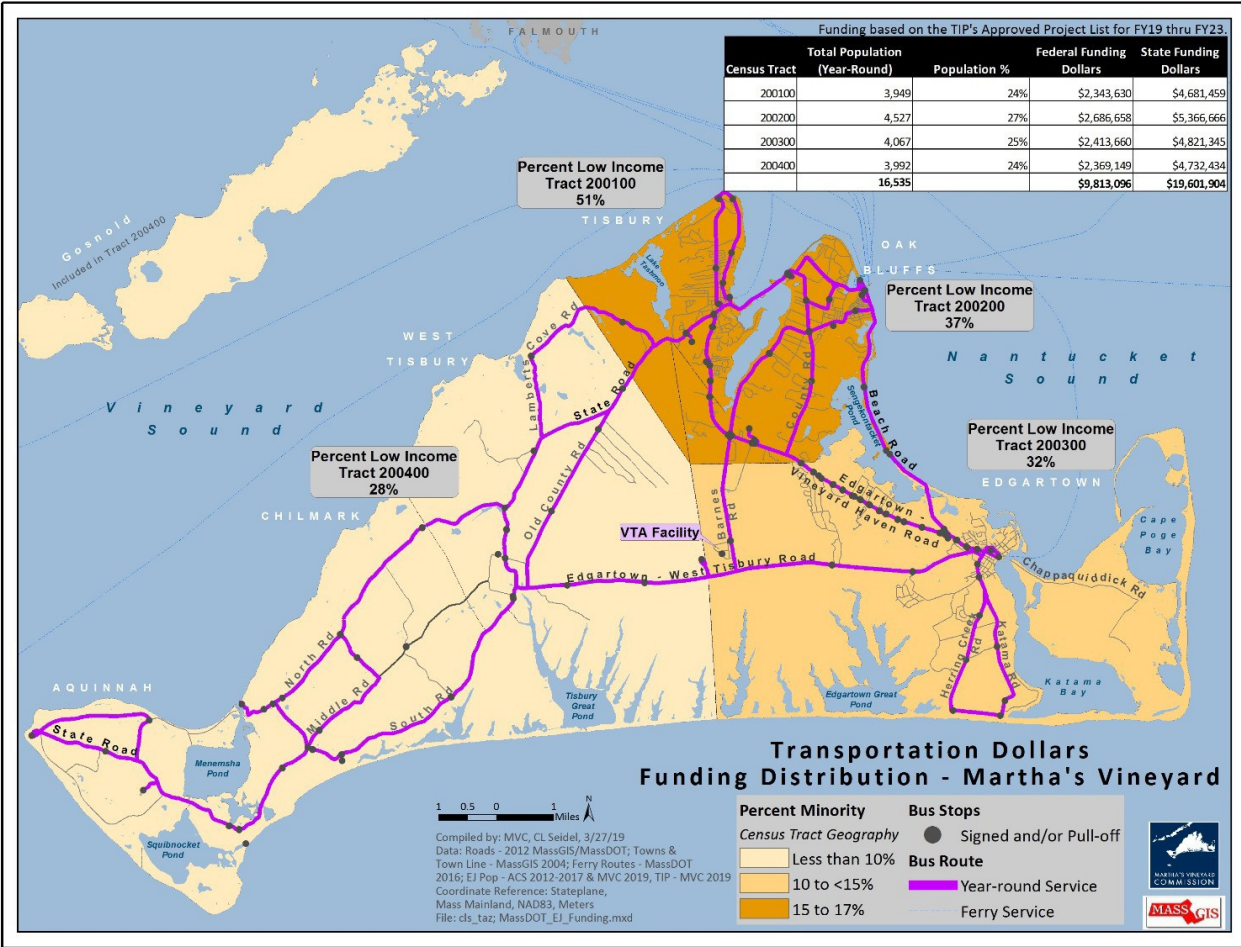 FALMOUTH
Funding based on the TIP's Approved Project List for FY19 thru FY23.
Census Tract Total Population (Year-Round) Population % Federal Funding Dollars State Funding Dollars
200100 3,949 24% $2,343,630 $4,681,459
200200 4,527 27% $2,686,658 $5,366,666
200300 4,067 25% $2,413,660 $4,821,345
200400 3,992 24% $2,369,149 $4,732,434
16,535 $9,813,096 $19,601,904
Percent Low Income
Tract 200100
51%
TISBURY
Gosnold
Included in Tract 200400
Lake
Tashmoo
OAK
BLUFFS
Percent Low Income
Tract 200200
37%
WEST
TISBURY
Lamberts Cove Rd
State Road
County Rd
Sengekontacket
Pond
Beach Road
Nantucket
Sound
Vineyard
Sound
Percent Low Income
Tract 200300
32%
EDGARTOWN
Percent Low Income
Tract 200400
28%
CHILMARK
Old County Rd
Barnes
Rd
Edgartown -
Vineyard Haven Road
VTA Facility
Cape
Poge
Bay
Edgartown - West Tisbury Road
Chappaquiddick Rd
North Rd
Middle Rd
South Rd
Herring Creek
Rd
Katama Rd
Katama
Bay
AQUINNAH
State Road
Menemsha
Pond
Squibnocket
Pond
Tisbury
Great
Pond
Edgartown Great
Pond
Transportation Dollars
Funding Distribution - Martha's Vineyard
1 0.5 0 1
Miles
N
Compiled by: MVC, CL Seidel, 3/27/19
Data: Roads - 2012 MassGIS/MassDOT; Towns &
Town Line - MassGIS 2004; Ferry Routes - MassDOT
2016; EJ Pop - ACS 2012-2017 & MVC 2019, TIP - MVC 2019
Coordinate Reference: Stateplane,
Mass Mainland, NAD83, Meters
File: cls_taz; MassDOT_EJ_Funding.mxd
Percent Minority
Census Tract Geography
Less than 10%
10 to <15%
15 to 17%
Bus Stops
Signed and/or Pull-off
Bus Route
Year-round Service
Ferry Service
MARTHA'S VINEYARD
COMMISSION
MASS GIS